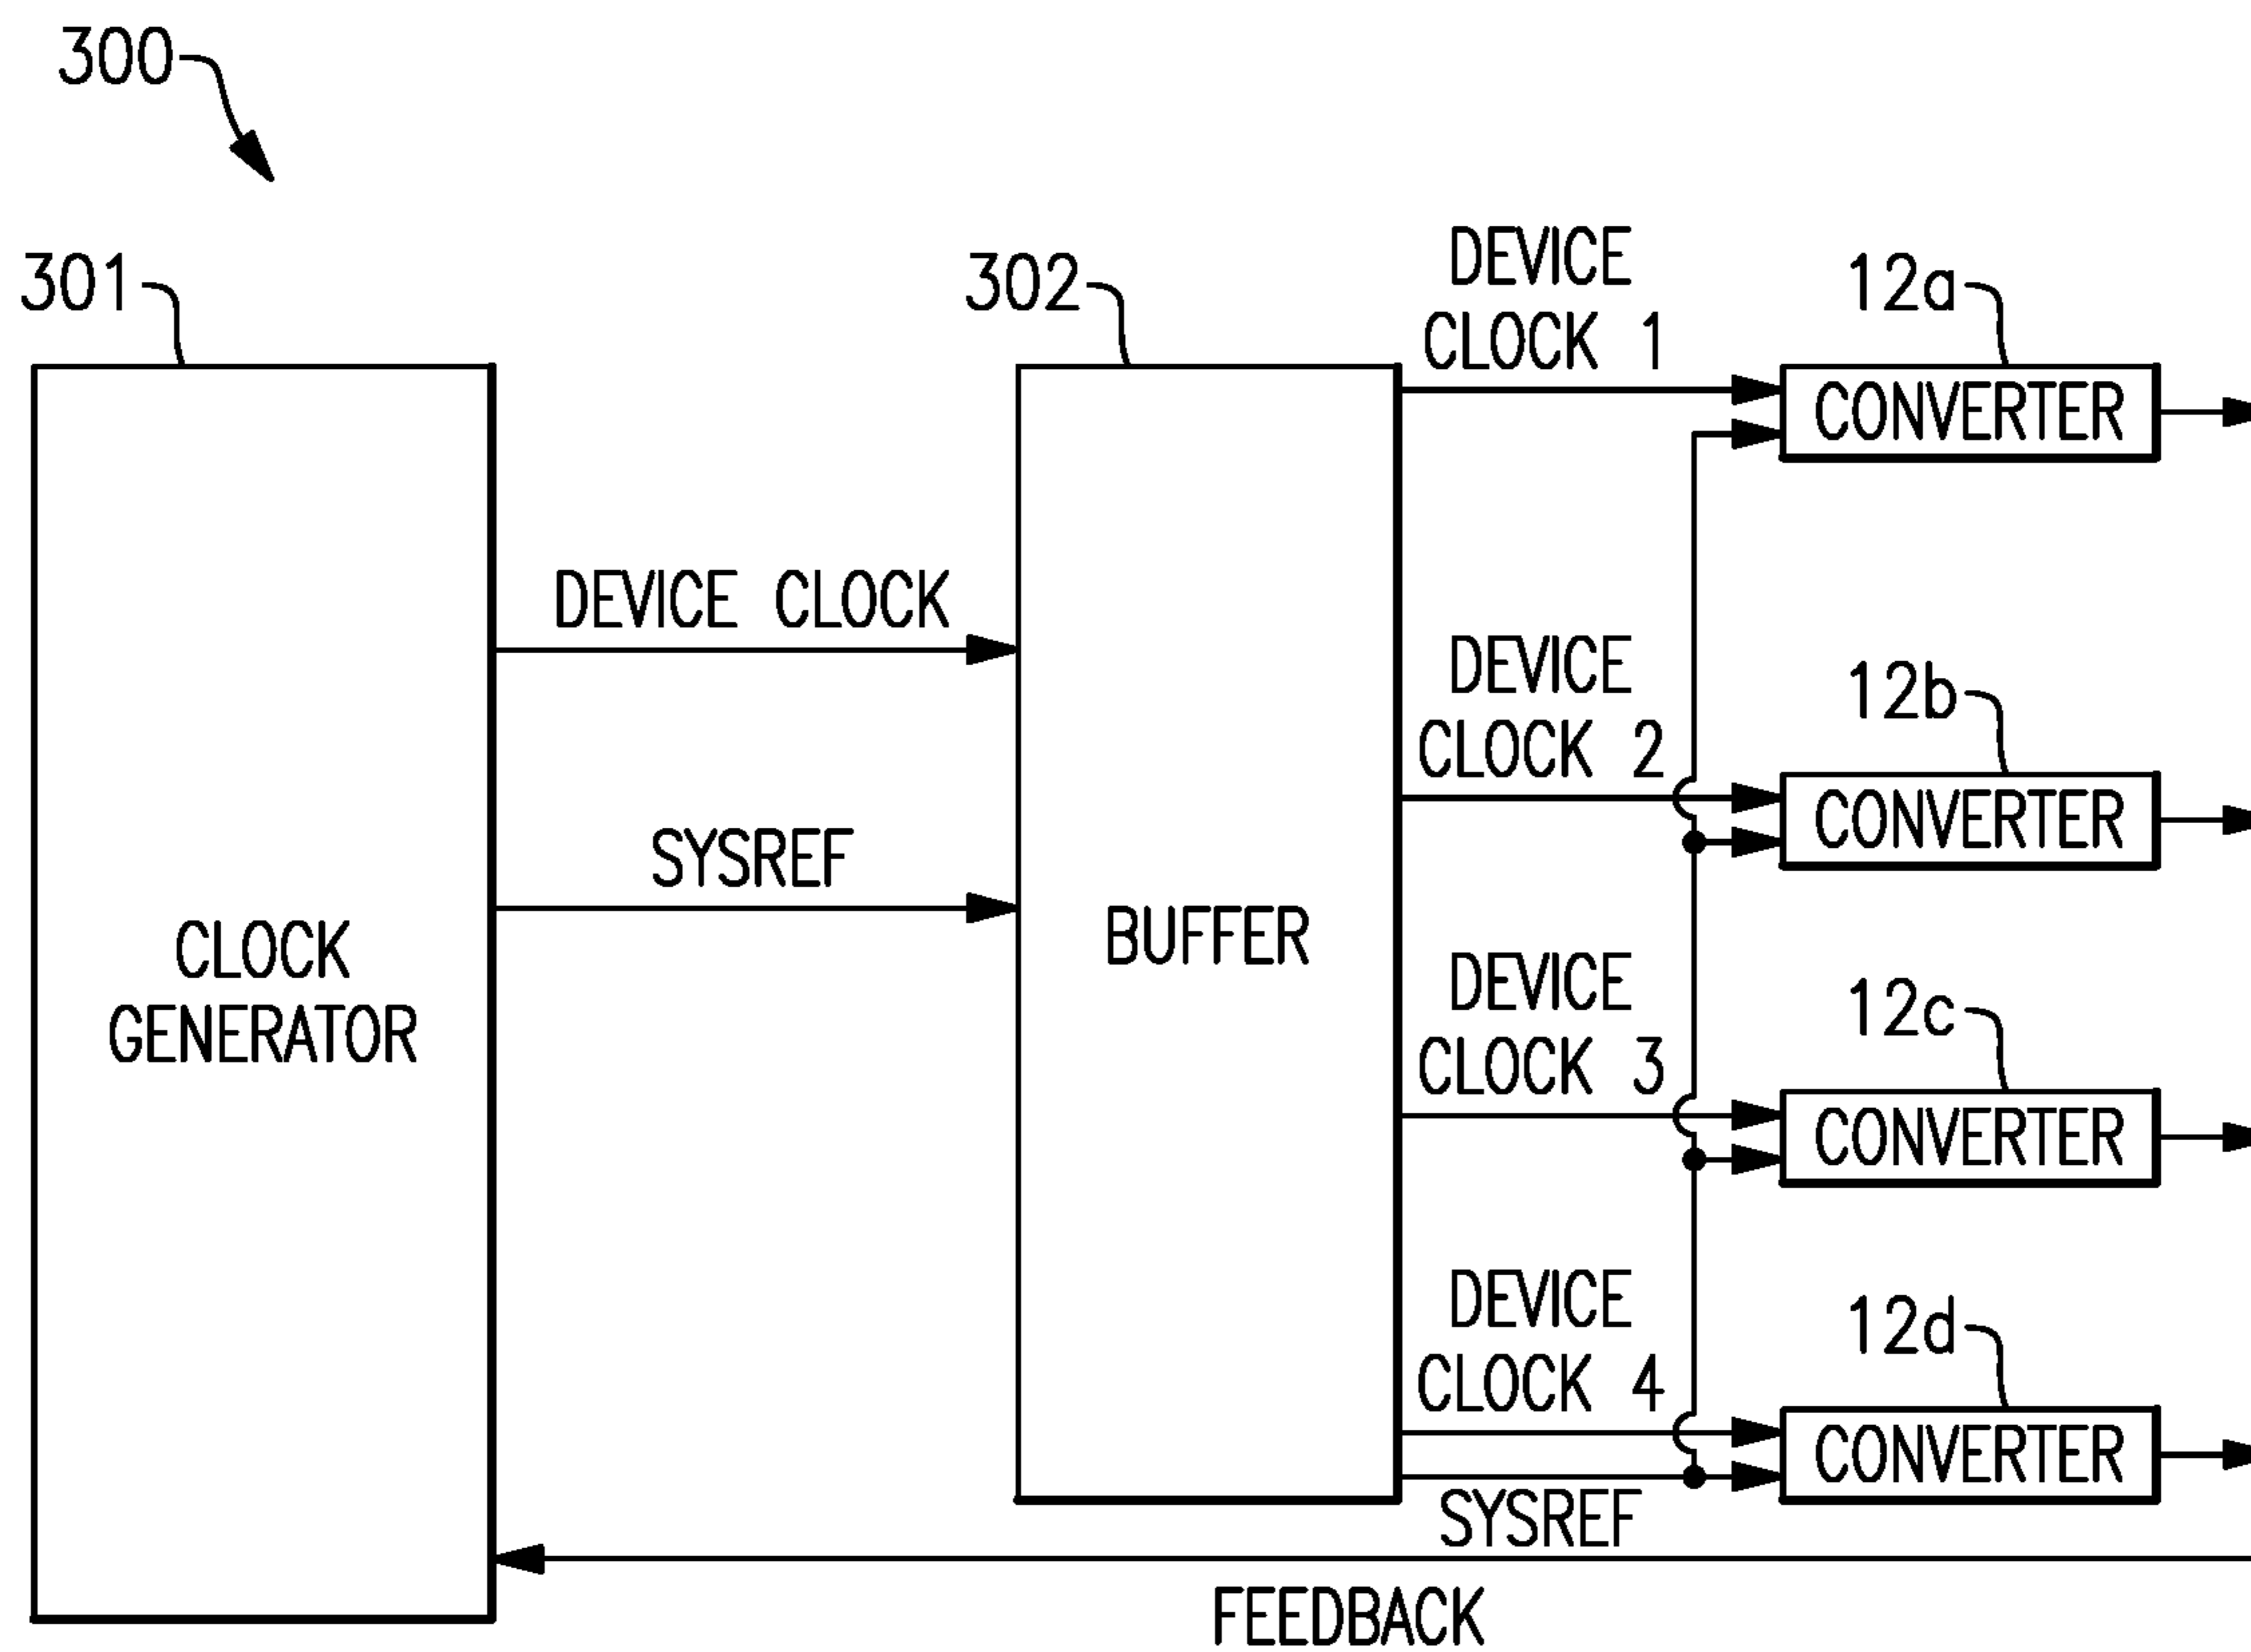 300
301
302
DEVICE
CLOCK 1
12a
CONVERTER
DEVICE CLOCK
DEVICE
CLOCK 2
12b
CONVERTER
SYSREF
CLOCK
GENERATOR
BUFFER
DEVICE
CLOCK 3
12c
CONVERTER
DEVICE
CLOCK 4
12d
CONVERTER
SYSREF
FEEDBACK